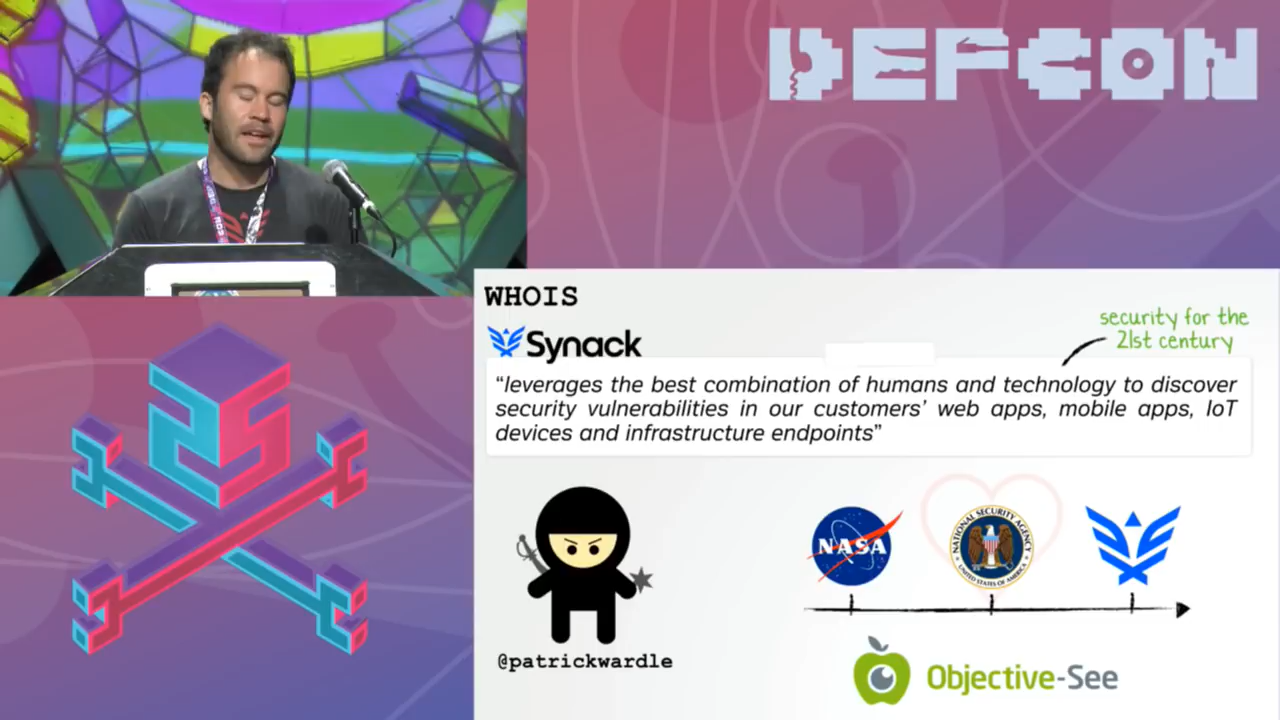 DEFCON
WHOIS
Synack
security for the
21st century
“leverages the best combination of humans and technology to discover
security vulnerabilities in our customers’ web apps, mobile apps, IoT
devices and infrastructure endpoints”
NASA
NATIONAL SECURITY AGENCY
UNITED STATES OF AMERICA
@patrickwardle
Objective-See